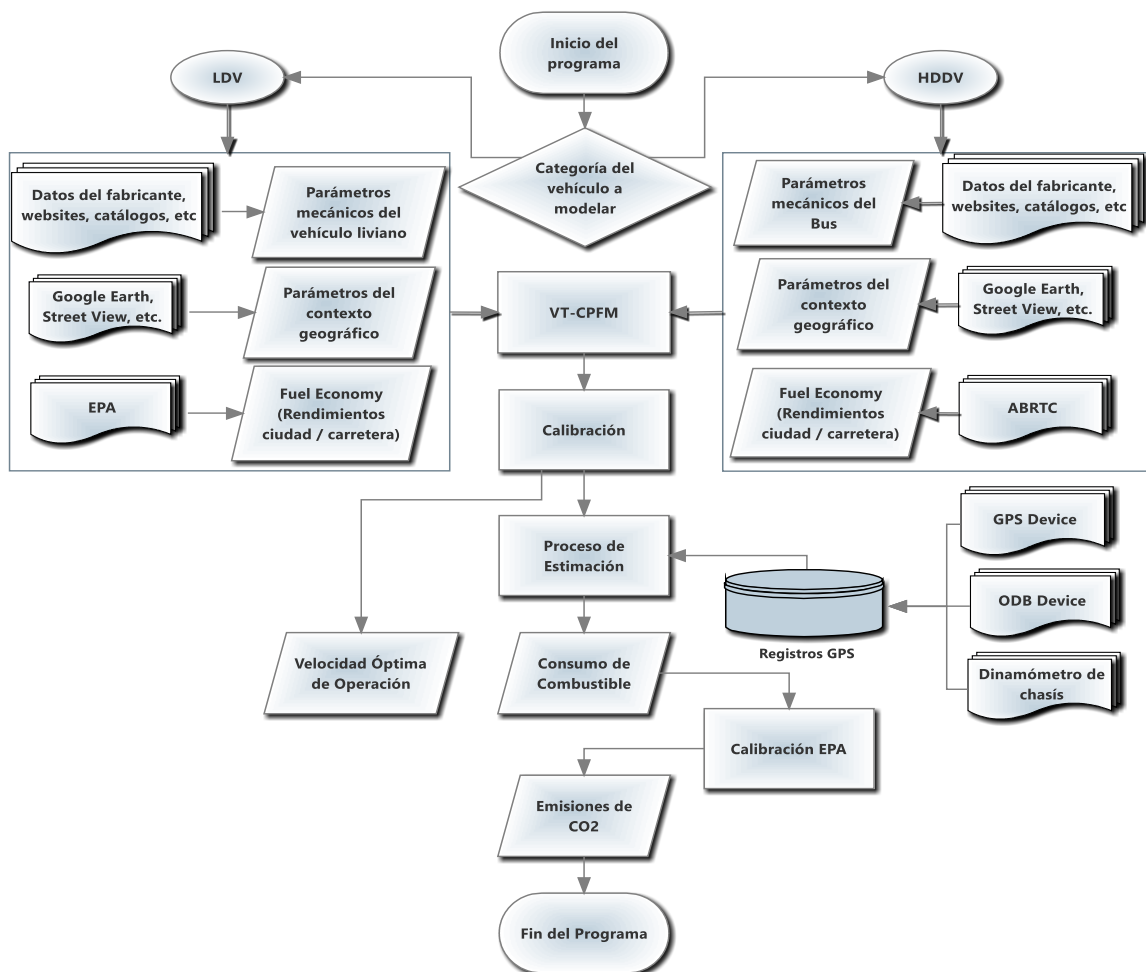 Inicio del
programa
LDV
HDDV
Categoría del
vehículo a
modelar
Datos del fabricante,
websites, catálogos, etc
Parámetros
mecánicos del
vehículo liviano
Google Earth,
Street View, etc.
Parámetros del
contexto
geográfico
EPA
Fuel Economy
(Rendimientos
ciudad / carretera)
Parámetros
mecánicos del
Bus
Datos del fabricante,
websites, catálogos, etc
Parámetros del
contexto
geográfico
Google Earth,
Street View, etc.
Fuel Economy
(Rendimientos
ciudad / carretera)
ABRTC
VT-CPFM
Calibración
Proceso de
Estimación
GPS Device
ODB Device
Dinamómetro de
chasís
Registros GPS
Velocidad Óptima
de Operación
Consumo de
Combustible
Calibración EPA
Emisiones de
CO2
Fin del Programa